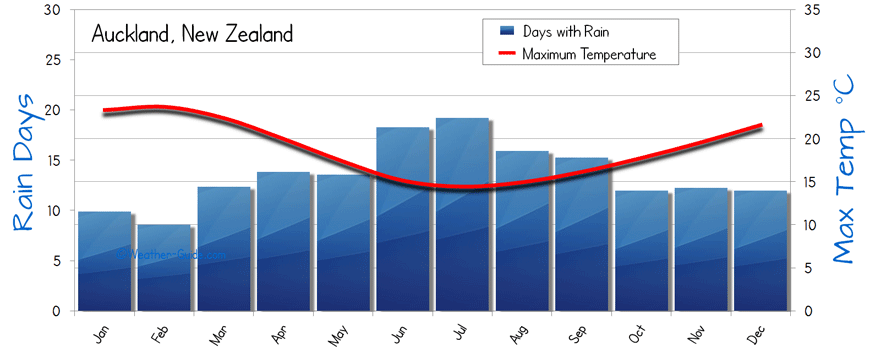 Auckland, New Zealand
Days with Rain
Maximum Temperature
Rain Days
30
25
20
15
10
5
0
Max Temp °C
35
30
25
20
15
10
5
0
Jan
Feb
Mar
Apr
May
Jun
Jul
Aug
Sep
Oct
Nov
Dec